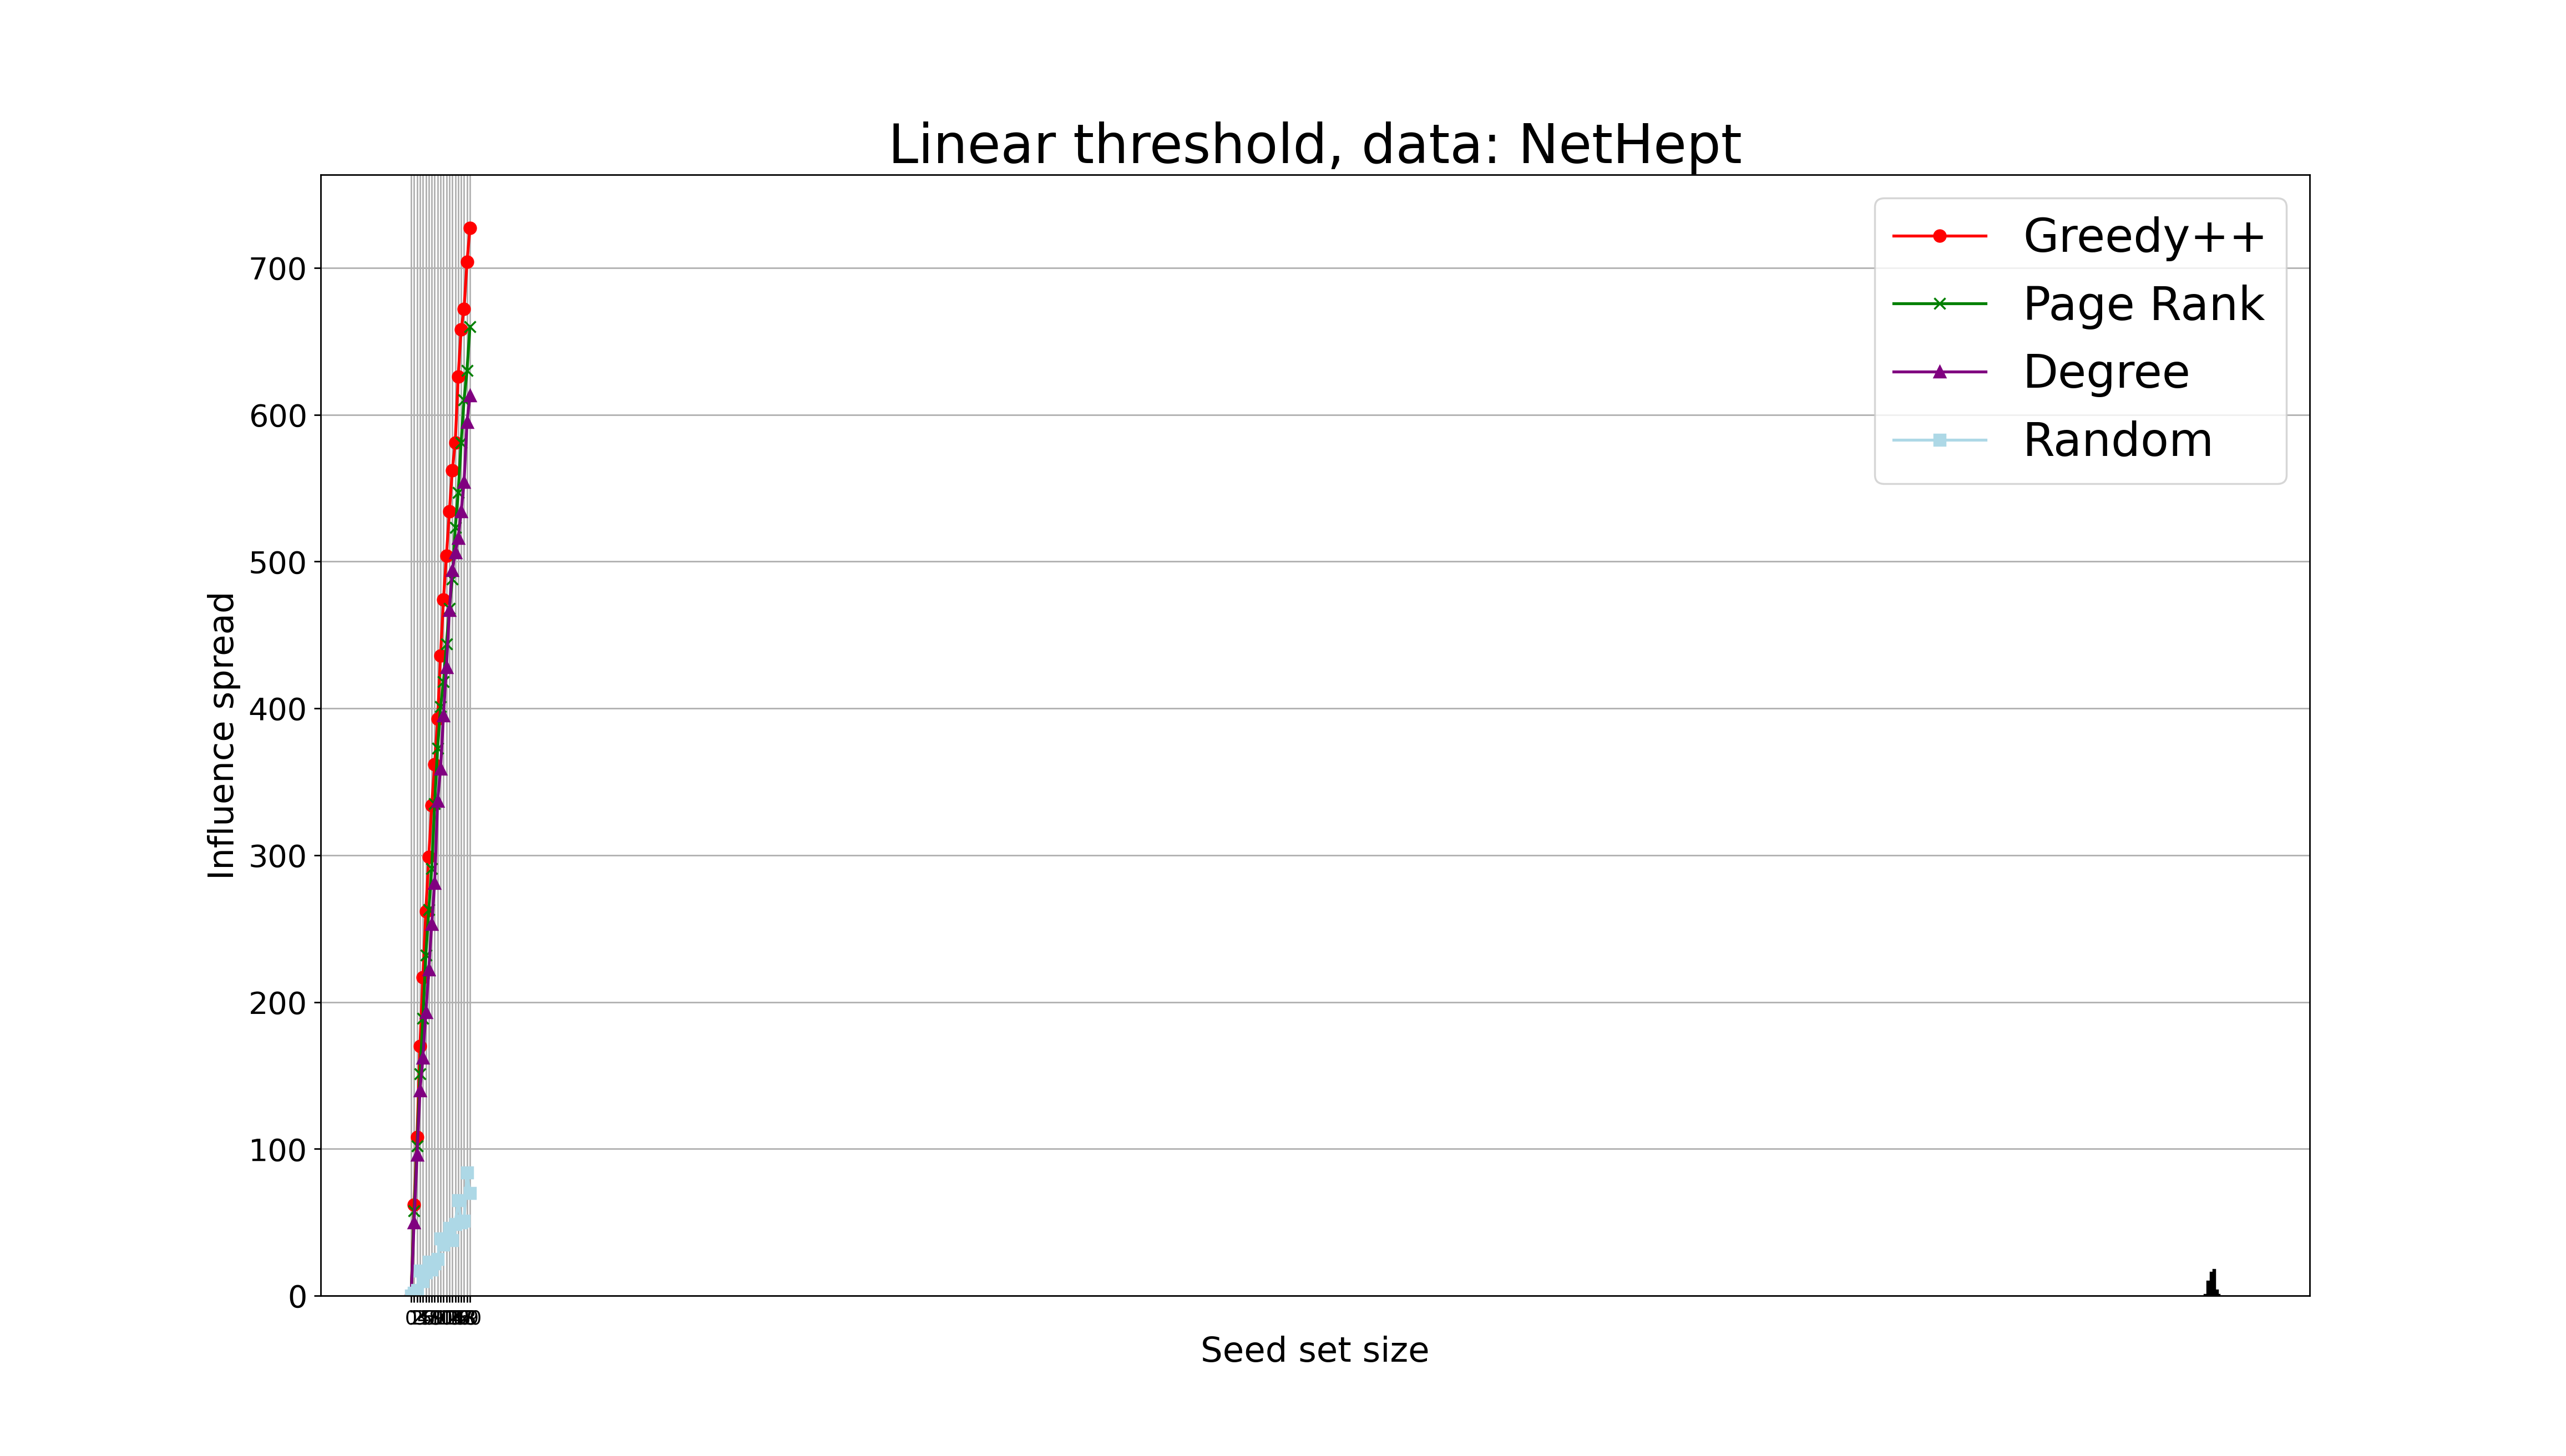 Linear threshold, data: NetHept
Greedy++
Page Rank
Degree
Random
700
600
500
400
300
200
100
0
Influence spread
Seed set size